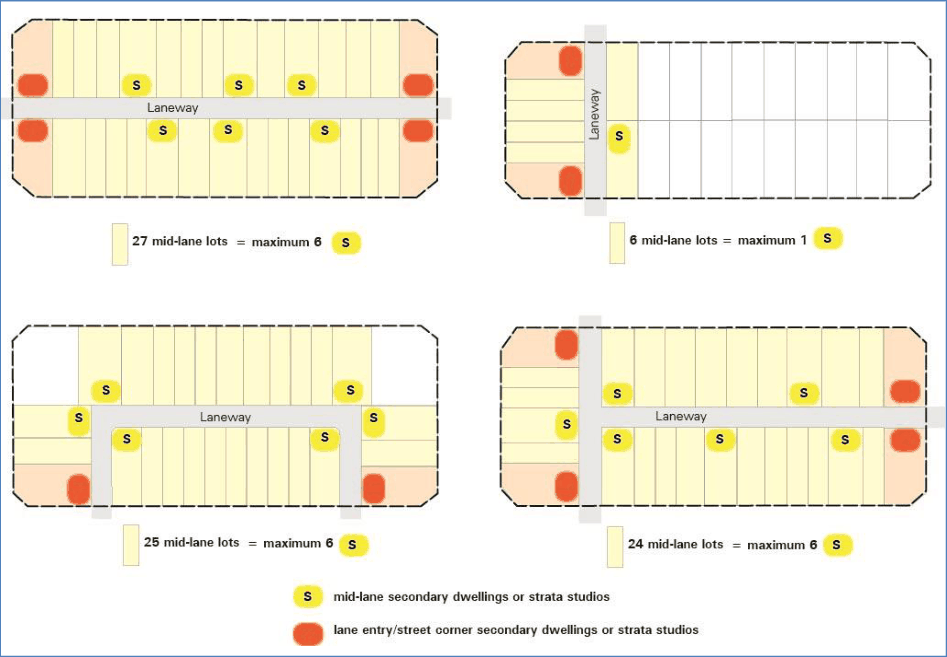 S
S
S
Laneway
S
S
S
27 mid-lane lots = maximum 6 S
Laneway
S
6 mid-lane lots = maximum 1 S
S
S
S
Laneway
S
S
S
25 mid-lane lots = maximum 6 S
S
S
Laneway
S
S
S
S
24 mid-lane lots = maximum 6 S
S mid-lane secondary dwellings or strata studios
lane entry/street corner secondary dwellings or strata studios